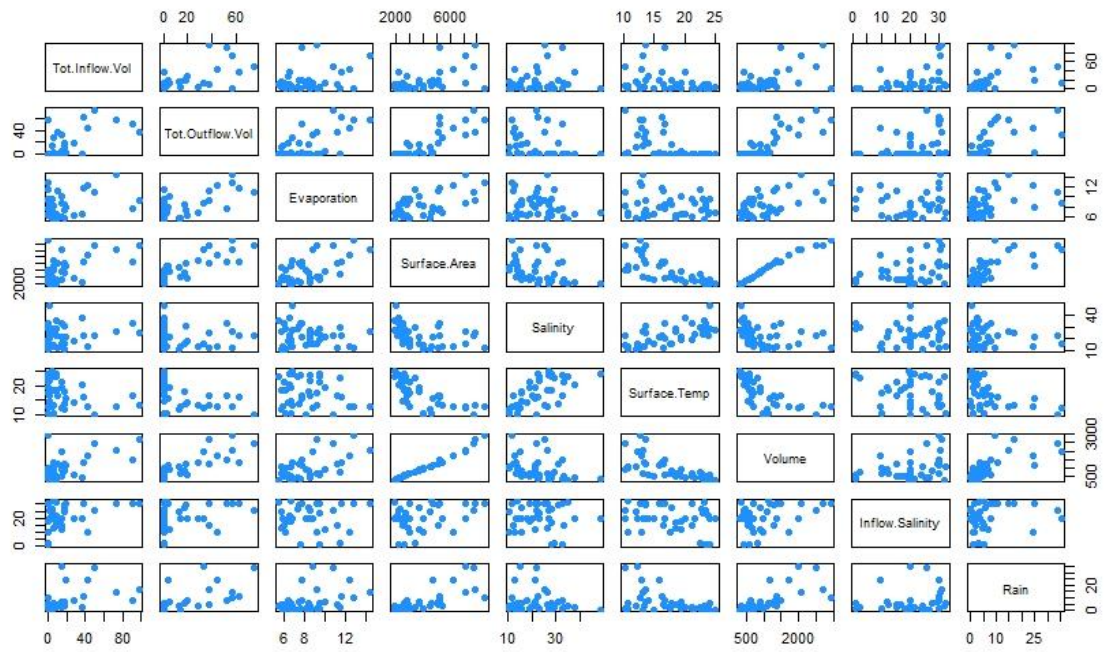 0 20 60 2000 6000 10 15 20 25 0 10 20 30
Tot.Inflow.Vol 0 60
0 40 Tot.Outflow.Vol
Evaporation 6 12
2000 Surface.Area
Salinity 10 40
10 20 Surface.Temp
Volume 500 3000
0 20 Inflow.Salinity
Rain 0 20
0 40 80 6 8 12 10 30 500 2000 0 10 25